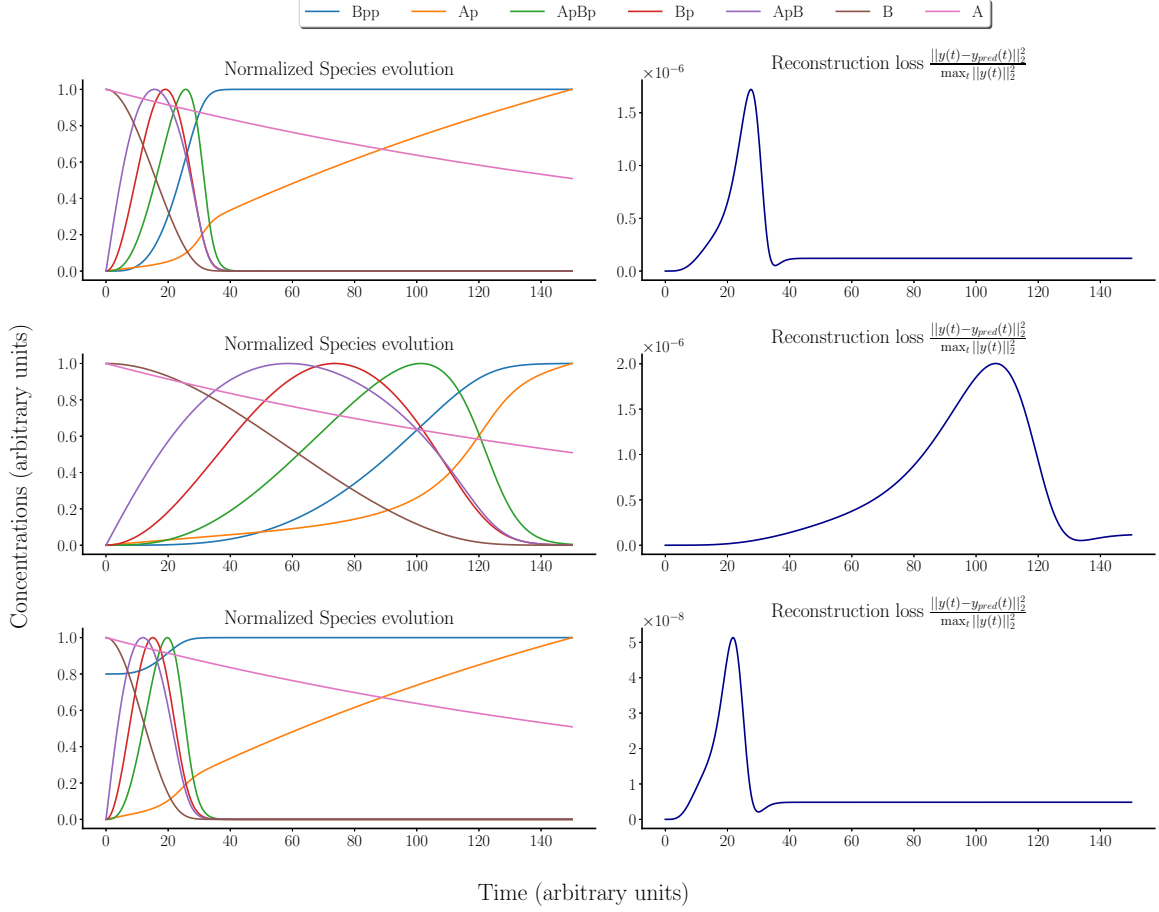 Bpp Ap ApBp Bp ApB B A
Normalized Species evolution
1.0
0.8
0.6
0.4
0.2
0.0
0 20 40 60 80 100 120 140
Reconstruction loss ||y(t)−y_pred(t)||₂² / max_t ||y(t)||₂²
×10⁻⁶
1.5
1.0
0.5
0.0
0 20 40 60 80 100 120 140
Concentrations (arbitrary units)
Normalized Species evolution
1.0
0.8
0.6
0.4
0.2
0.0
0 20 40 60 80 100 120 140
Reconstruction loss ||y(t)−y_pred(t)||₂² / max_t ||y(t)||₂²
×10⁻⁶
2.0
1.5
1.0
0.5
0.0
0 20 40 60 80 100 120 140
Normalized Species evolution
1.0
0.8
0.6
0.4
0.2
0.0
0 20 40 60 80 100 120 140
Reconstruction loss ||y(t)−y_pred(t)||₂² / max_t ||y(t)||₂²
×10⁻⁸
5
4
3
2
1
0
0 20 40 60 80 100 120 140
Time (arbitrary units)